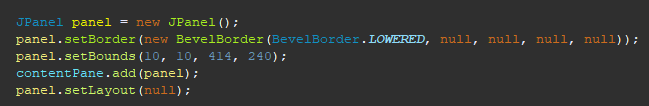 JPanel panel = new JPanel();
panel.setBorder(new BevelBorder(BevelBorder.LOWERED, null, null, null, null));
panel.setBounds(10, 10, 414, 240);
contentPane.add(panel);
panel.setLayout(null);